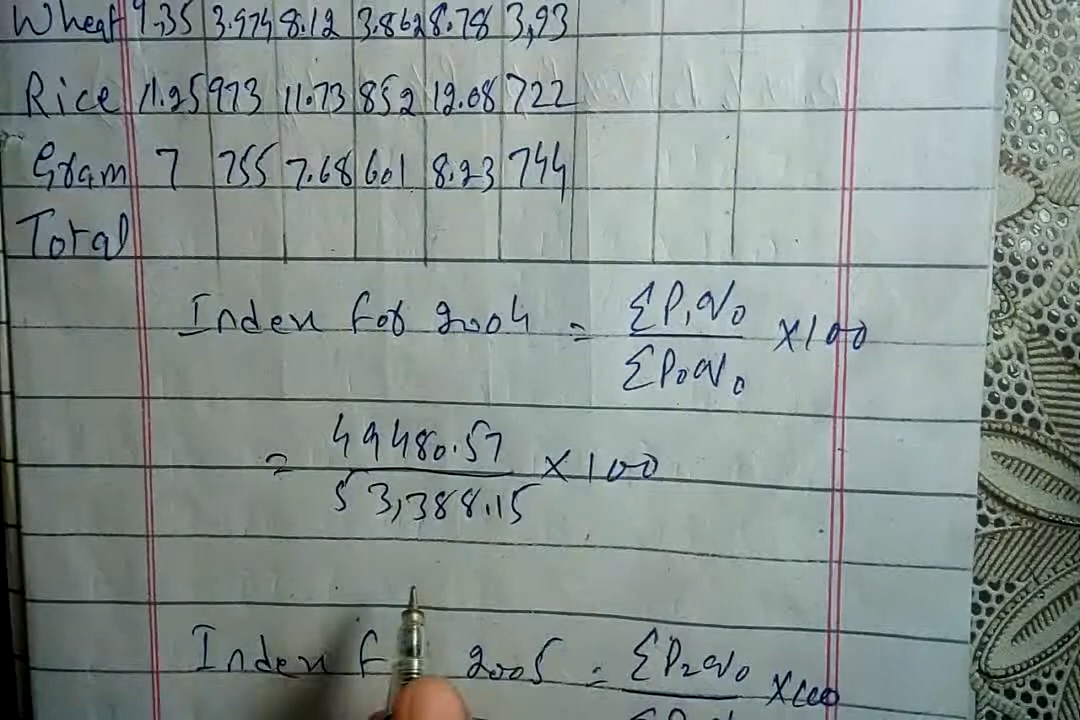 Wheat 9.35 3.974 8.12 3.862 8.78 3,93
Rice 11.25 973 11.73 852 12.08 722
Gram 7 755 7.68 601 8.23 744
Total
Index for 2004 = ΣP₁q₀ / ΣP₀q₀ ×100
= 49480.57 / 53,388.15 ×100
Index f 2005 = ΣP₂q₀ ×100